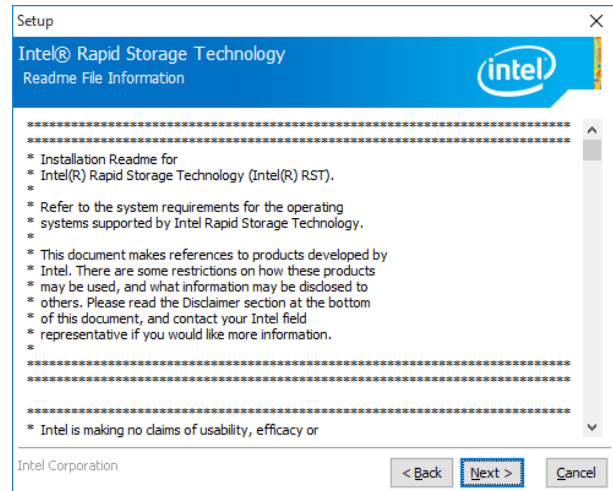 Setup
Intel® Rapid Storage Technology
Readme File Information
intel
*******************************************************************************
*******************************************************************************
* Installation Readme for
* Intel(R) Rapid Storage Technology (Intel(R) RST).
*
* Refer to the system requirements for the operating
* systems supported by Intel Rapid Storage Technology.
*
* This document makes references to products developed by
* Intel. There are some restrictions on how these products
* may be used, and what information may be disclosed to
* others. Please read the Disclaimer section at the bottom
* of this document, and contact your Intel field
* representative if you would like more information.
*
*******************************************************************************
*******************************************************************************
*******************************************************************************
* Intel is making no claims of usability, efficacy or
Intel Corporation
< Back
Next >
Cancel